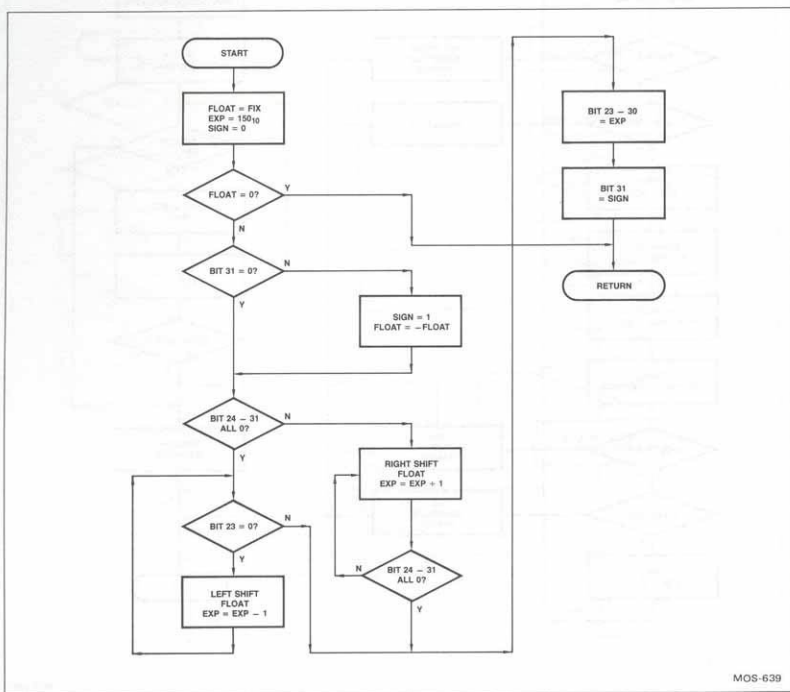 START
FLOAT = FIX
EXP = 150₁₀
SIGN = 0
FLOAT = 0?
Y
N
BIT 31 = 0?
N
Y
SIGN = 1
FLOAT = −FLOAT
BIT 24 − 31
ALL 0?
N
Y
RIGHT SHIFT
FLOAT
EXP = EXP + 1
BIT 23 = 0?
N
Y
BIT 24 − 31
ALL 0?
N
Y
LEFT SHIFT
FLOAT
EXP = EXP − 1
BIT 23 − 30
= EXP
BIT 31
= SIGN
RETURN
MOS-639